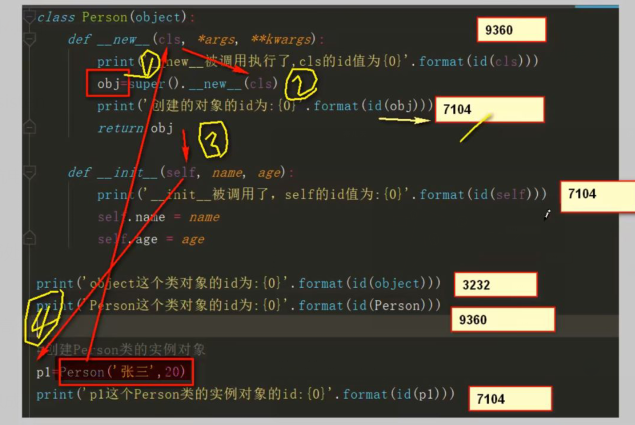 class Person(object):
9360
def __new__(cls, *args, **kwargs):
print( new__被调用执行了,cls的id值为:{0}'.format(id(cls)))
1
obj=super().__new__(cls) 2
print('创建的对象的id为:{0}'.format(id(obj))) 7104
return obj
3
def __init__(self, name, age):
print('__init__被调用了, self的id值为:{0}'.format(id(self))) 7104
self.name = name
self.age = age
print('object这个类对象的id为:{0}'.format(id(object))) 3232
print('Person这个类对象的id为:{0}'.format(id(Person)))
4
9360
#创建Person类的实例对象
p1=Person('张三',20)
print('p1这个Person类的实例对象的id:{0}'.format(id(p1))) 7104